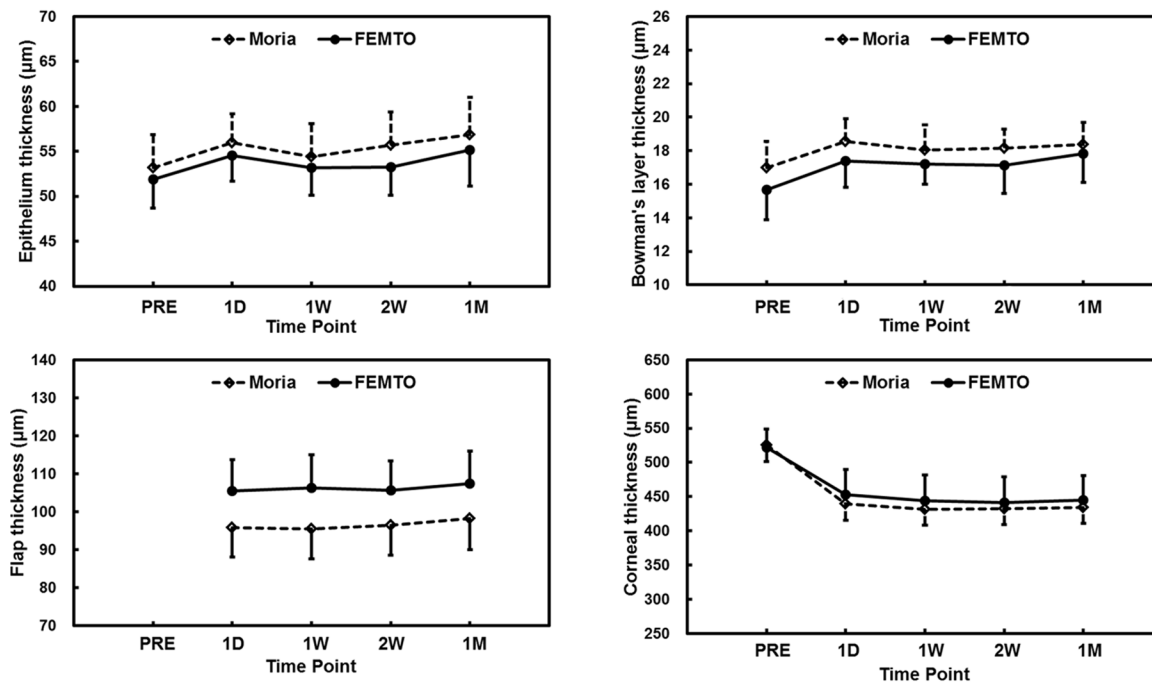 Epithelium thickness (μm)
70
65
60
55
50
45
40
Moria
FEMTO
PRE
1D
1W
2W
1M
Time Point
Bowman's layer thickness (μm)
26
24
22
20
18
16
14
12
10
Moria
FEMTO
PRE
1D
1W
2W
1M
Time Point
Flap thickness (μm)
140
130
120
110
100
90
80
70
Moria
FEMTO
PRE
1D
1W
2W
1M
Time Point
Corneal thickness (μm)
650
600
550
500
450
400
350
300
250
Moria
FEMTO
PRE
1D
1W
2W
1M
Time Point